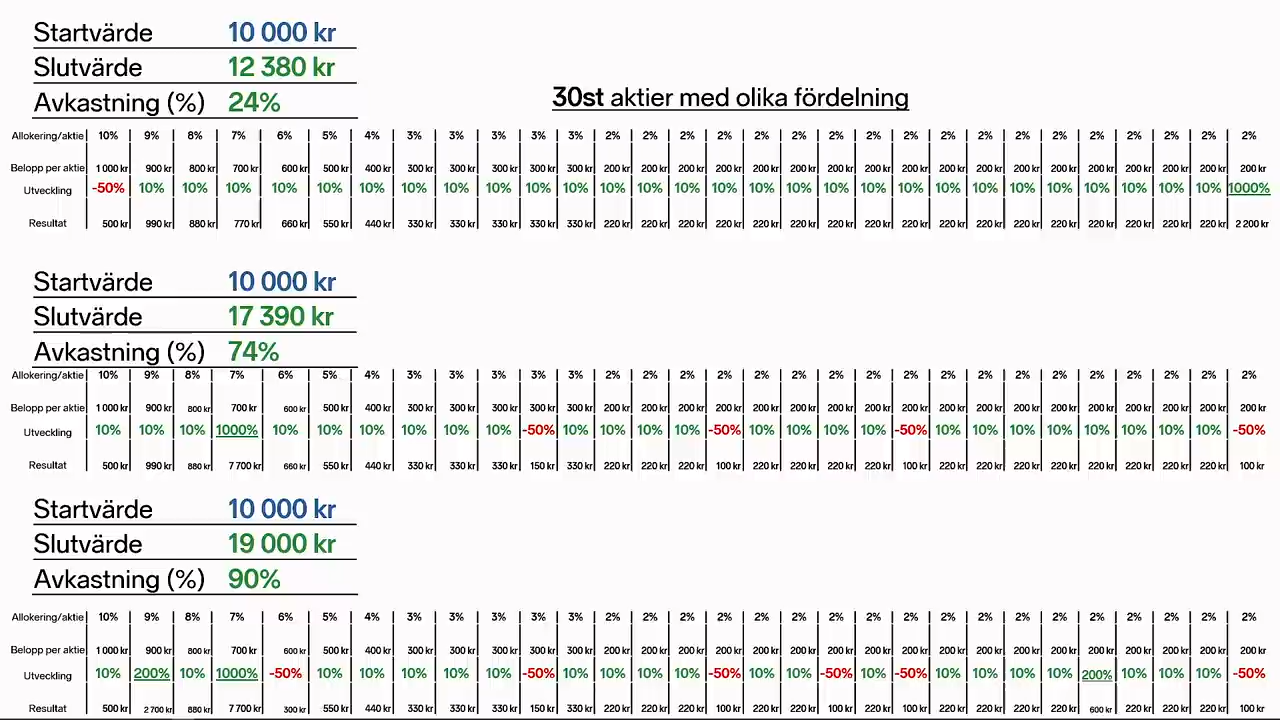 Startvärde 10 000 kr
Slutvärde 12 380 kr
Avkastning (%) 24%
30st aktier med olika fördelning
Allokering/aktie 10% 9% 8% 7% 6% 5% 4% 3% 3% 3% 3% 3% 2% 2% 2% 2% 2% 2% 2% 2% 2% 2% 2% 2% 2% 2% 2% 2% 2% 2%
Belopp per aktie 1 000 kr 900 kr 800 kr 700 kr 600 kr 500 kr 400 kr 300 kr 300 kr 300 kr 300 kr 300 kr 200 kr 200 kr 200 kr 200 kr 200 kr 200 kr 200 kr 200 kr 200 kr 200 kr 200 kr 200 kr 200 kr 200 kr 200 kr 200 kr 200 kr 200 kr
Utveckling -50% 10% 10% 10% 10% 10% 10% 10% 10% 10% 10% 10% 10% 10% 10% 10% 10% 10% 10% 10% 10% 10% 10% 10% 10% 10% 10% 10% 10% 1000%
Resultat 500 kr 990 kr 880 kr 770 kr 660 kr 550 kr 440 kr 330 kr 330 kr 330 kr 330 kr 330 kr 220 kr 220 kr 220 kr 220 kr 220 kr 220 kr 220 kr 220 kr 220 kr 220 kr 220 kr 220 kr 220 kr 220 kr 220 kr 220 kr 220 kr 2 200 kr
Startvärde 10 000 kr
Slutvärde 17 390 kr
Avkastning (%) 74%
Allokering/aktie 10% 9% 8% 7% 6% 5% 4% 3% 3% 3% 3% 3% 2% 2% 2% 2% 2% 2% 2% 2% 2% 2% 2% 2% 2% 2% 2% 2% 2% 2%
Belopp per aktie 1 000 kr 900 kr 800 kr 700 kr 600 kr 500 kr 400 kr 300 kr 300 kr 300 kr 300 kr 300 kr 200 kr 200 kr 200 kr 200 kr 200 kr 200 kr 200 kr 200 kr 200 kr 200 kr 200 kr 200 kr 200 kr 200 kr 200 kr 200 kr 200 kr 200 kr
Utveckling 10% 10% 10% 1000% 10% 10% 10% 10% 10% 10% -50% 10% 10% 10% 10% -50% 10% 10% 10% 10% -50% 10% 10% 10% 10% 10% 10% 10% 10% -50%
Resultat 500 kr 990 kr 880 kr 7 700 kr 660 kr 550 kr 440 kr 330 kr 330 kr 330 kr 150 kr 330 kr 220 kr 220 kr 220 kr 100 kr 220 kr 220 kr 220 kr 220 kr 100 kr 220 kr 220 kr 220 kr 220 kr 220 kr 220 kr 220 kr 220 kr 100 kr
Startvärde 10 000 kr
Slutvärde 19 000 kr
Avkastning (%) 90%
Allokering/aktie 10% 9% 8% 7% 6% 5% 4% 3% 3% 3% 3% 3% 2% 2% 2% 2% 2% 2% 2% 2% 2% 2% 2% 2% 2% 2% 2% 2% 2% 2%
Belopp per aktie 1 000 kr 900 kr 800 kr 700 kr 600 kr 500 kr 400 kr 300 kr 300 kr 300 kr 300 kr 300 kr 200 kr 200 kr 200 kr 200 kr 200 kr 200 kr 200 kr 200 kr 200 kr 200 kr 200 kr 200 kr 200 kr 200 kr 200 kr 200 kr 200 kr 200 kr
Utveckling 10% 200% 10% 1000% -50% 10% 10% 10% 10% 10% -50% 10% 10% 10% 10% -50% 10% 10% -50% 10% -50% 10% 10% 10% 10% 200% 10% 10% 10% -50%
Resultat 500 kr 2 700 kr 880 kr 7 700 kr 300 kr 550 kr 440 kr 330 kr 330 kr 330 kr 150 kr 330 kr 220 kr 220 kr 220 kr 100 kr 220 kr 220 kr 100 kr 220 kr 100 kr 220 kr 220 kr 220 kr 220 kr 600 kr 220 kr 220 kr 220 kr 100 kr